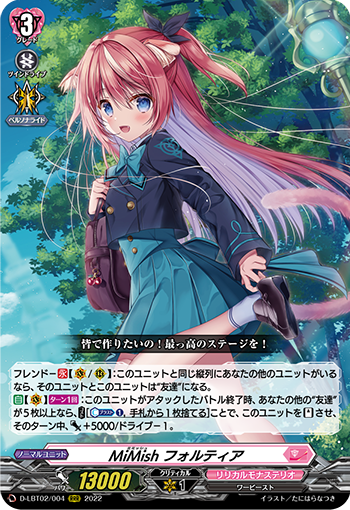 3
グレード
ツインドライブ
ペルソナライド
皆で作りたいの！最っ高のステージを！
フレンドー永【V/R】：このユニットと同じ縦列にあなたの他のユニットがいる
なら、そのユニットとこのユニットは“友達”になる。
自【V/R】ターン1回：このユニットがアタックしたバトル終了時、あなたの他の“友達”
が5枚以上なら、【コスト[CB1、手札から1枚捨てる]ことで、このユニットを【スタンド】させ、
そのターン中、+5000/ドライブ-1。
ノーマルユニット
MiMish フォルティア
パワー
13000
クリティカル
1
リリカルモナステリオ
ワービースト
D-LBT02/004 RRR 2022
イラスト／たにはらなつき